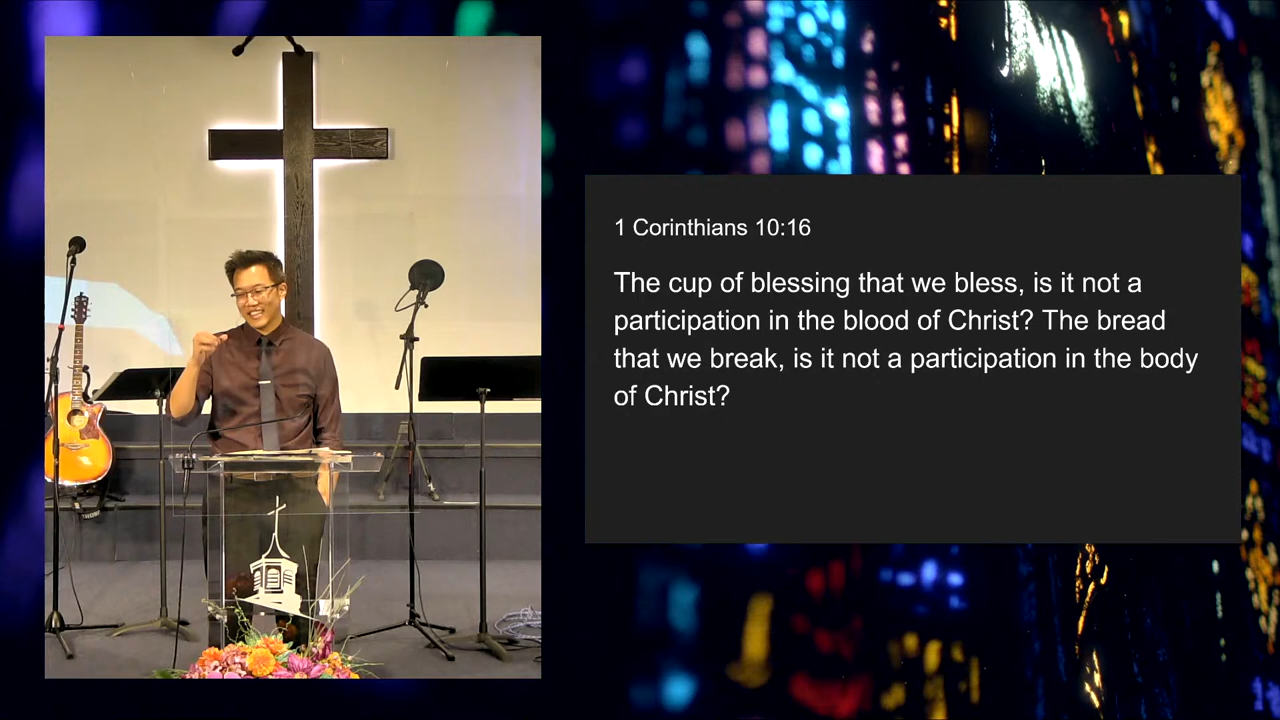 1 Corinthians 10:16
The cup of blessing that we bless, is it not a
participation in the blood of Christ? The bread
that we break, is it not a participation in the body
of Christ?